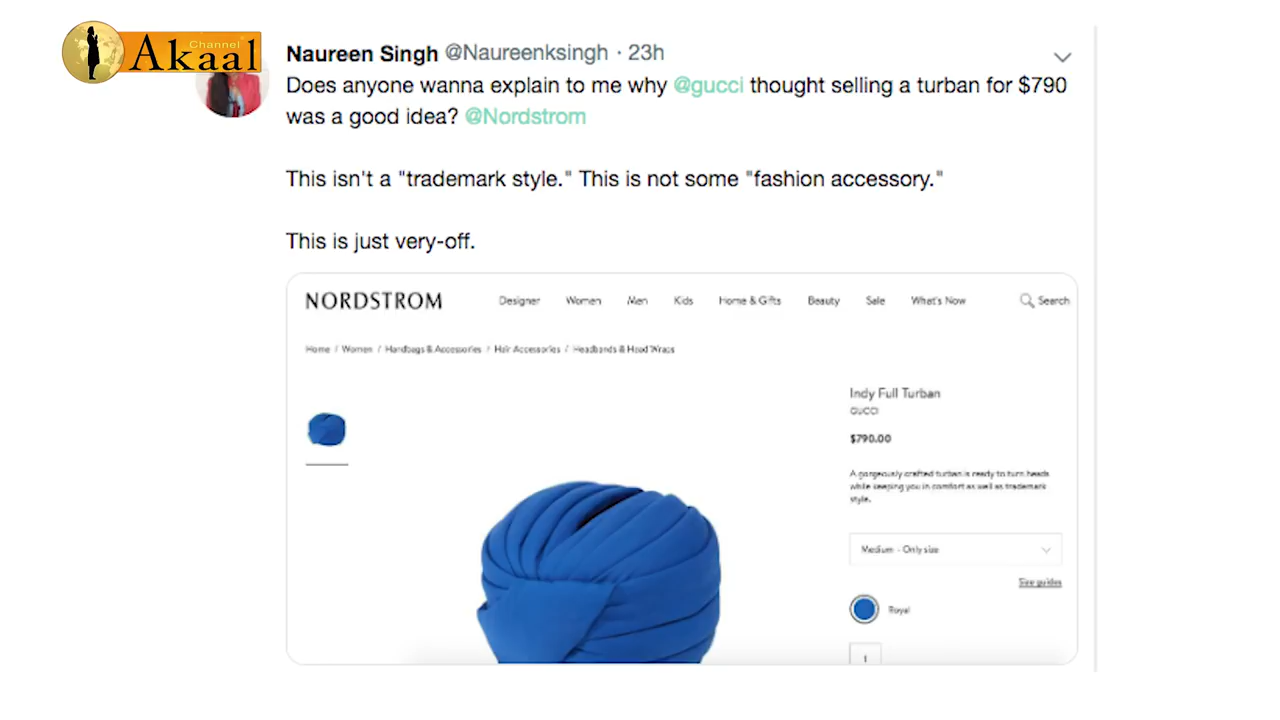 Akaal
Channel
Naureen Singh @Naureenksingh · 23h
Does anyone wanna explain to me why @gucci thought selling a turban for $790
was a good idea? @Nordstrom
This isn't a "trademark style." This is not some "fashion accessory."
This is just very-off.
NORDSTROM Designer Women Men Kids Home & Gifts Beauty Sale What's Now Search
Home / Women / Handbags & Accessories / Hair Accessories / Headbands & Head Wraps
Indy Full Turban
GUCCI
$790.00
A gorgeously crafted turban is ready to turn heads
while keeping you in comfort as well as trademark
style.
Medium - Only size
Size guides
Royal
1